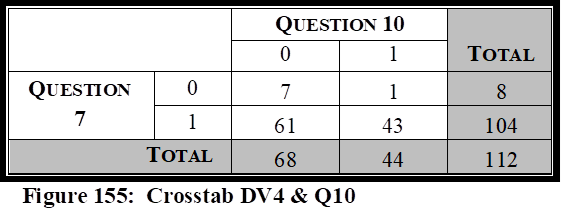 QUESTION 10
0 1 TOTAL
QUESTION 7 0 7 1 8
1 61 43 104
TOTAL 68 44 112
Figure 155: Crosstab DV4 & Q10